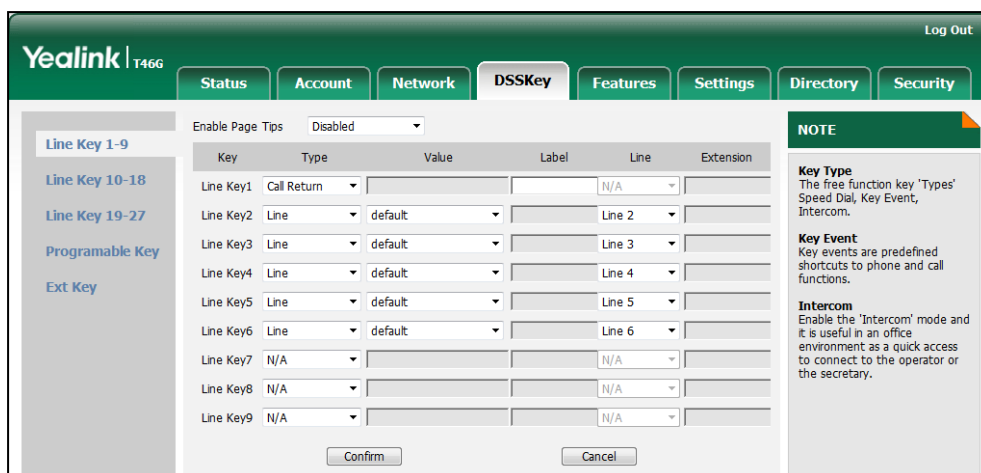 Log Out
Yealink | T46G
Status Account Network DSSKey Features Settings Directory Security
Line Key 1-9
Line Key 10-18
Line Key 19-27
Programable Key
Ext Key
Enable Page Tips Disabled
Key Type Value Label Line Extension
Line Key1 Call Return N/A
Line Key2 Line default Line 2
Line Key3 Line default Line 3
Line Key4 Line default Line 4
Line Key5 Line default Line 5
Line Key6 Line default Line 6
Line Key7 N/A N/A
Line Key8 N/A N/A
Line Key9 N/A N/A
Confirm Cancel
NOTE
Key Type
The free function key 'Types'
Speed Dial, Key Event,
Intercom.
Key Event
Key events are predefined
shortcuts to phone and call
functions.
Intercom
Enable the 'Intercom' mode and
it is useful in an office
environment as a quick access
to connect to the operator or
the secretary.